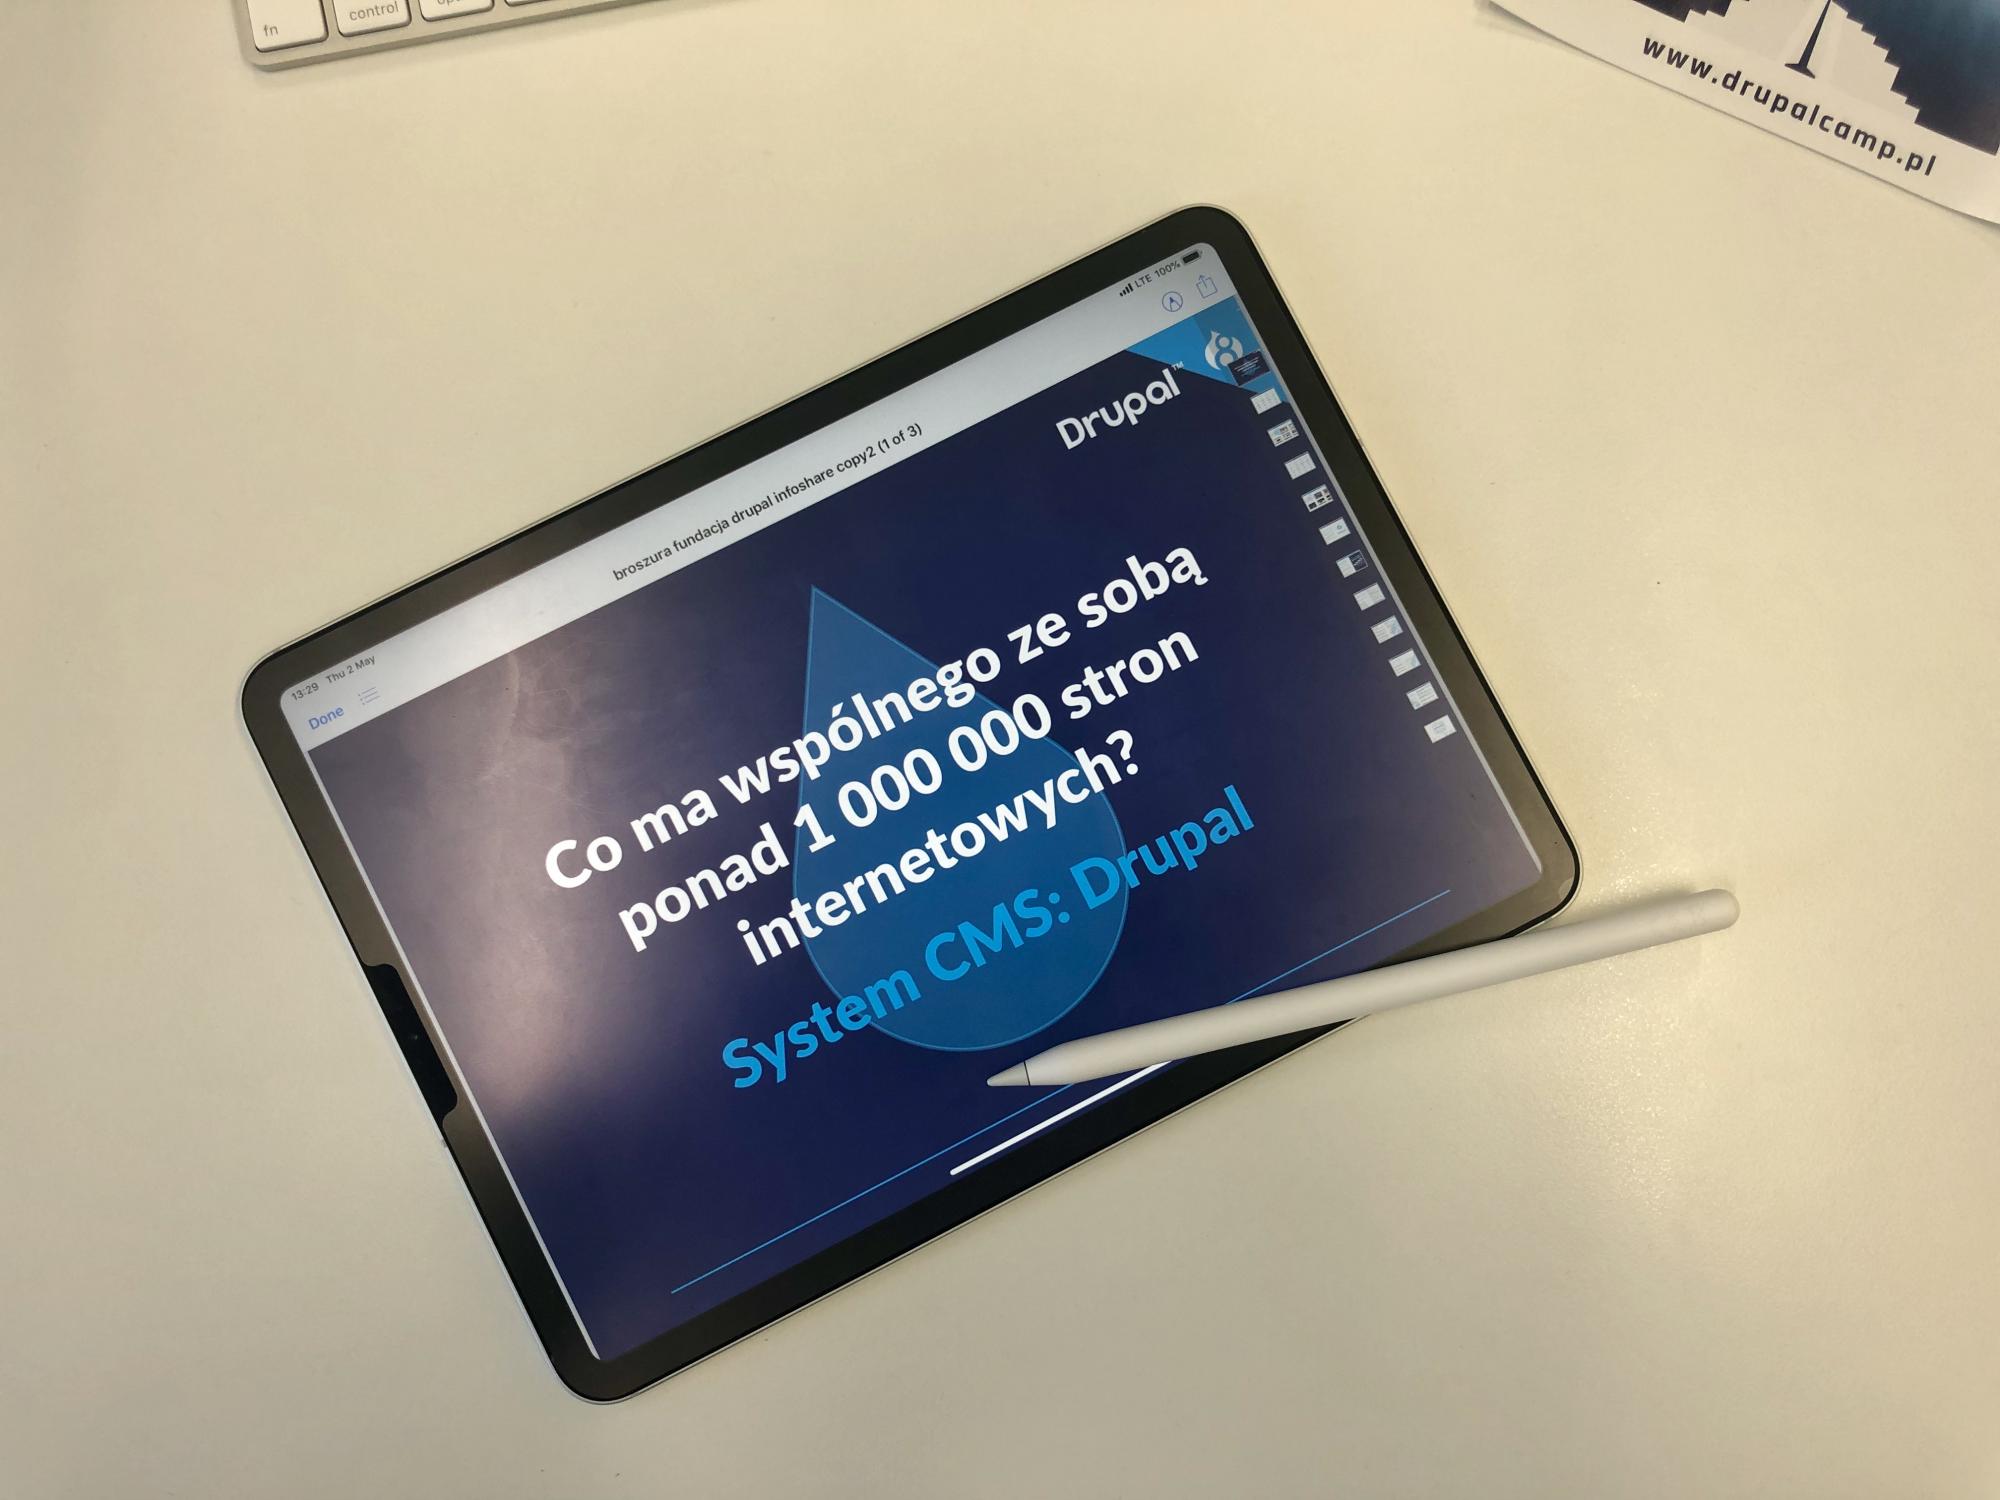 fn
control
www.drupalcamp.pl
LTE 100%
13:29 Thu 2 May
Done
broszura fundacja drupal infoshare copy2 (1 of 3)
Drupal™
8
Co ma wspólnego ze sobą
ponad 1 000 000 stron
internetowych?
System CMS: Drupal